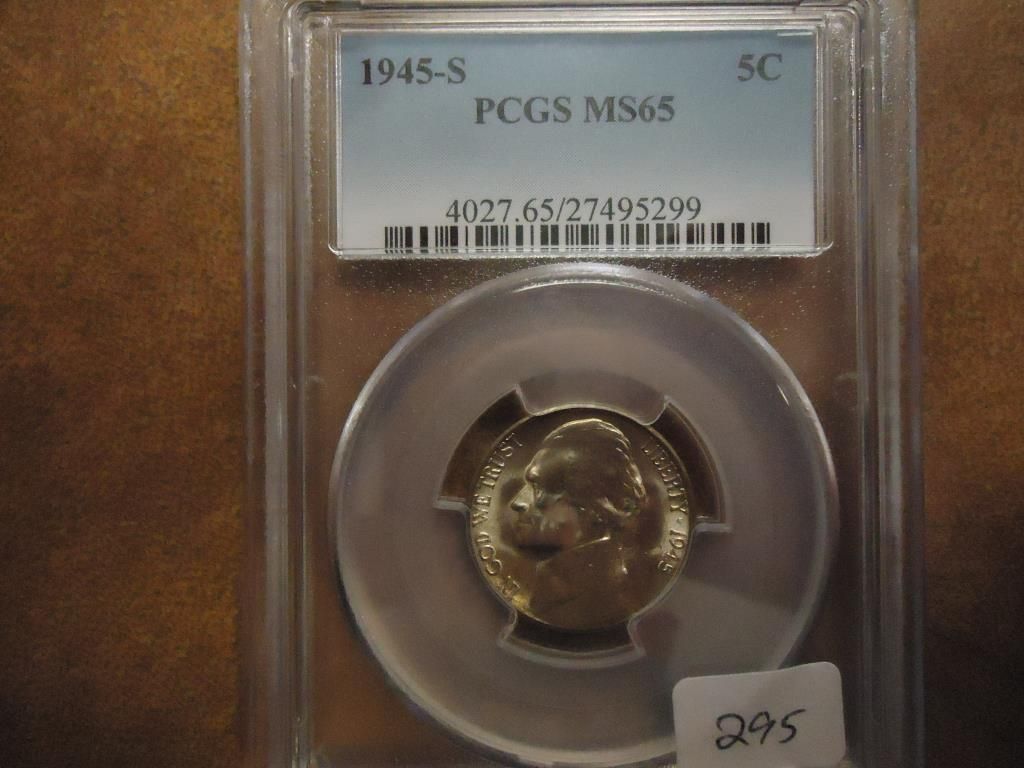 1945-S 5C
PCGS MS65
4027.65/27495299
IN GOD WE TRUST
LIBERTY · 1945
295